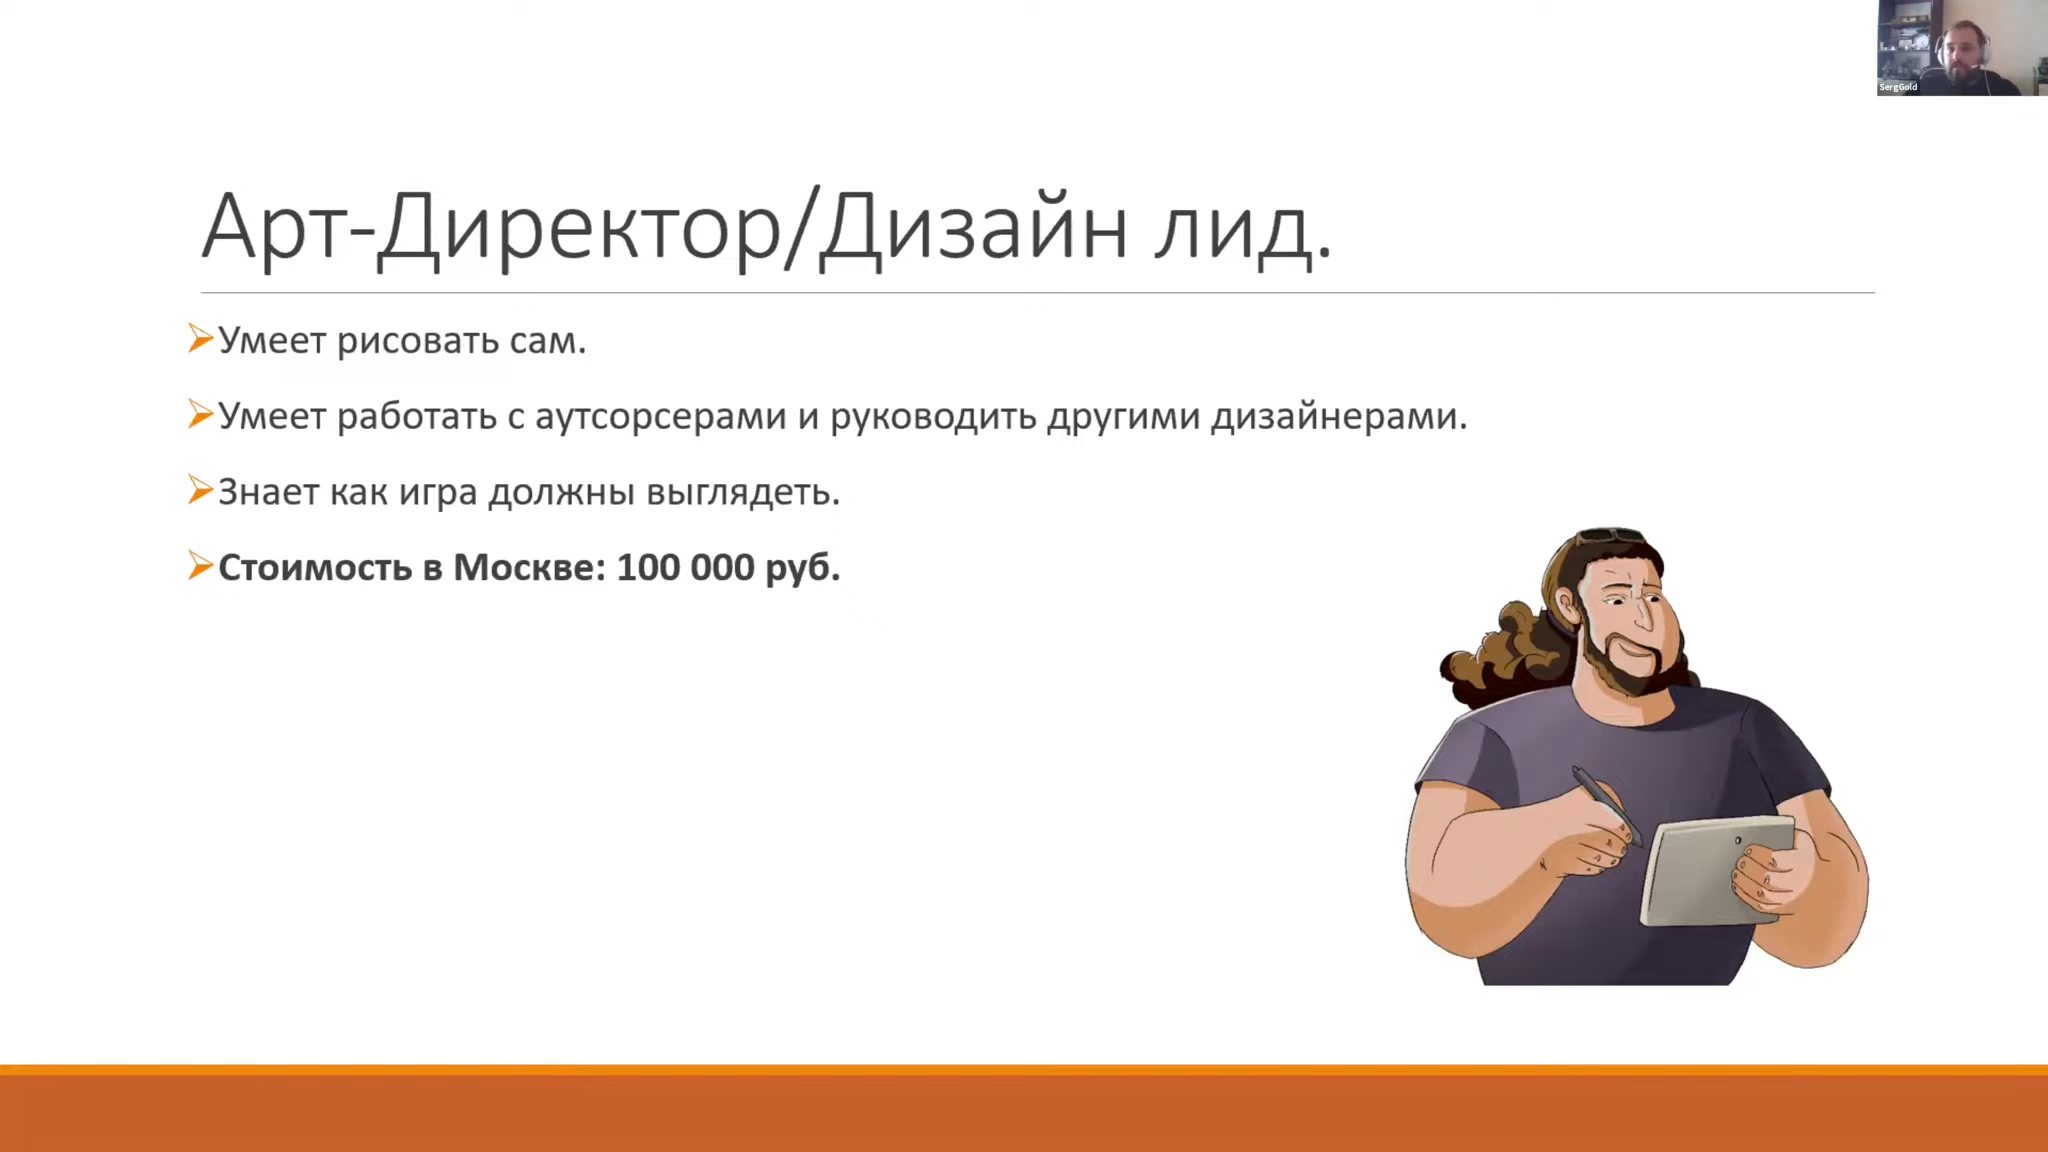 SergGold
Арт-Директор/Дизайн лид.
Умеет рисовать сам.
Умеет работать с аутсорсерами и руководить другими дизайнерами.
Знает как игра должны выглядеть.
Стоимость в Москве: 100 000 руб.